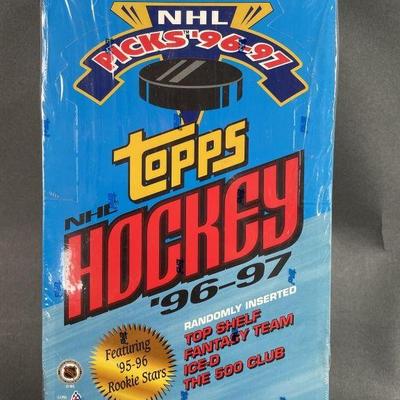 NHL
PICKS™ '96-97
topps
NHL
HOCKEY
'96-97
RANDOMLY INSERTED
TOP SHELF
FANTASY TEAM
ICE-D
THE 500 CLUB
Featuring
'95-96
Rookie Stars